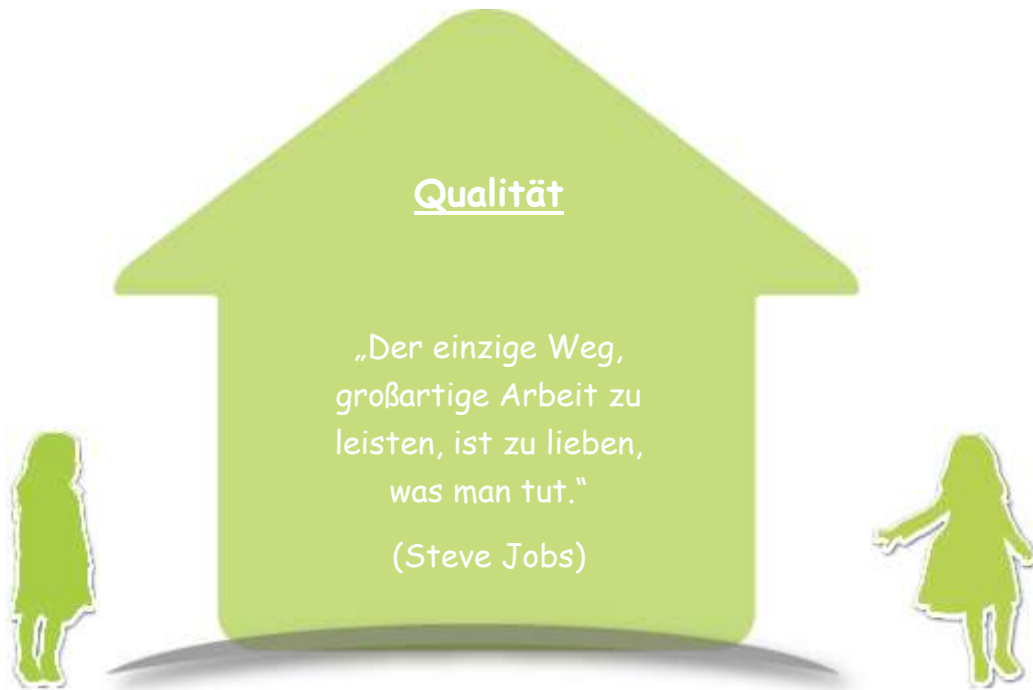 Qualität
„Der einzige Weg,
großartige Arbeit zu
leisten, ist zu lieben,
was man tut.“
(Steve Jobs)